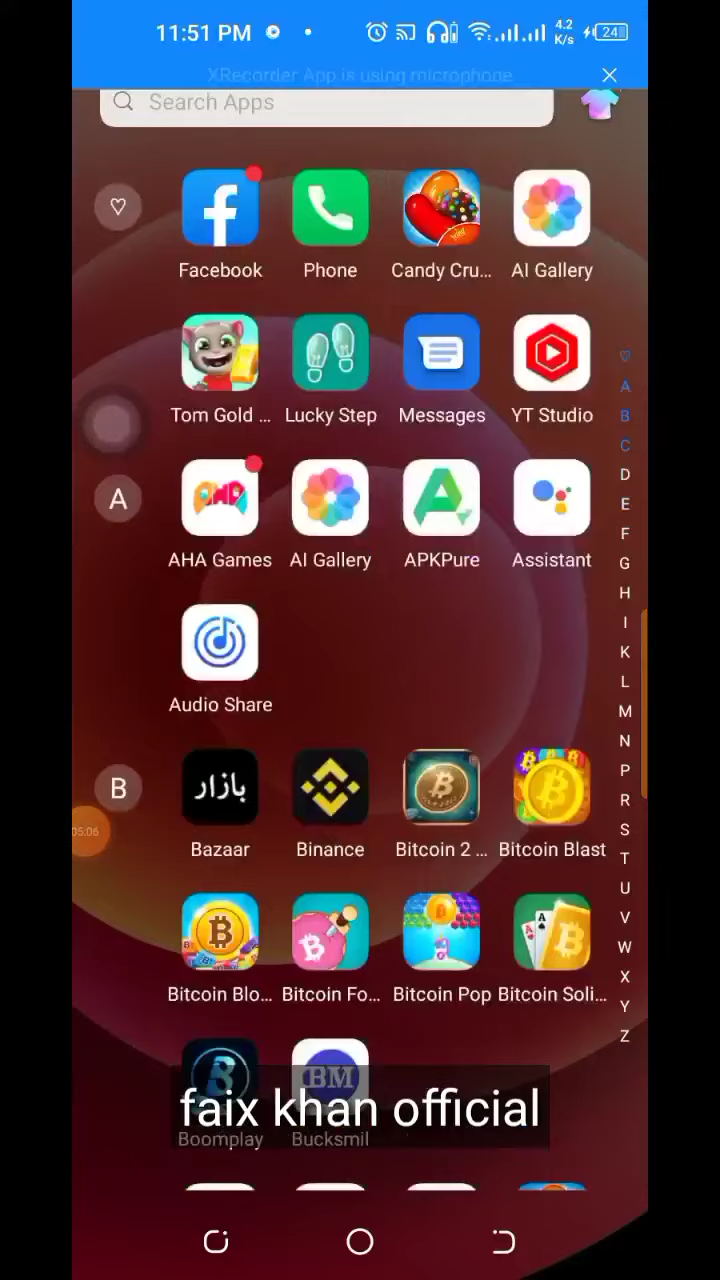 11:51 PM 4.2 K/s 24
XRecorder App is using microphone
Search Apps
Facebook Phone Candy Cru... AI Gallery
Tom Gold ... Lucky Step Messages YT Studio
A
AHA Games AI Gallery APKPure Assistant
Audio Share
B
بازار
Bazaar Binance Bitcoin 2 ... Bitcoin Blast
Bitcoin Blo... Bitcoin Fo... Bitcoin Pop Bitcoin Soli...
BM
faix khan official
Boomplay Bucksmil
05:06
A
B
C
D
E
F
G
H
I
K
L
M
N
P
R
S
T
U
V
W
X
Y
Z